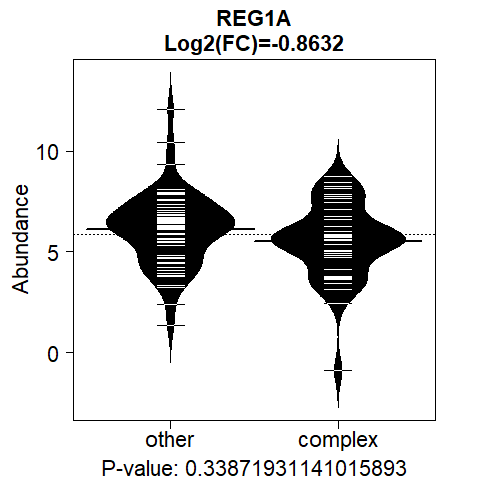 REG1A
Log2(FC)=-0.8632
Abundance
10
5
0
other complex
P-value: 0.33871931141015893